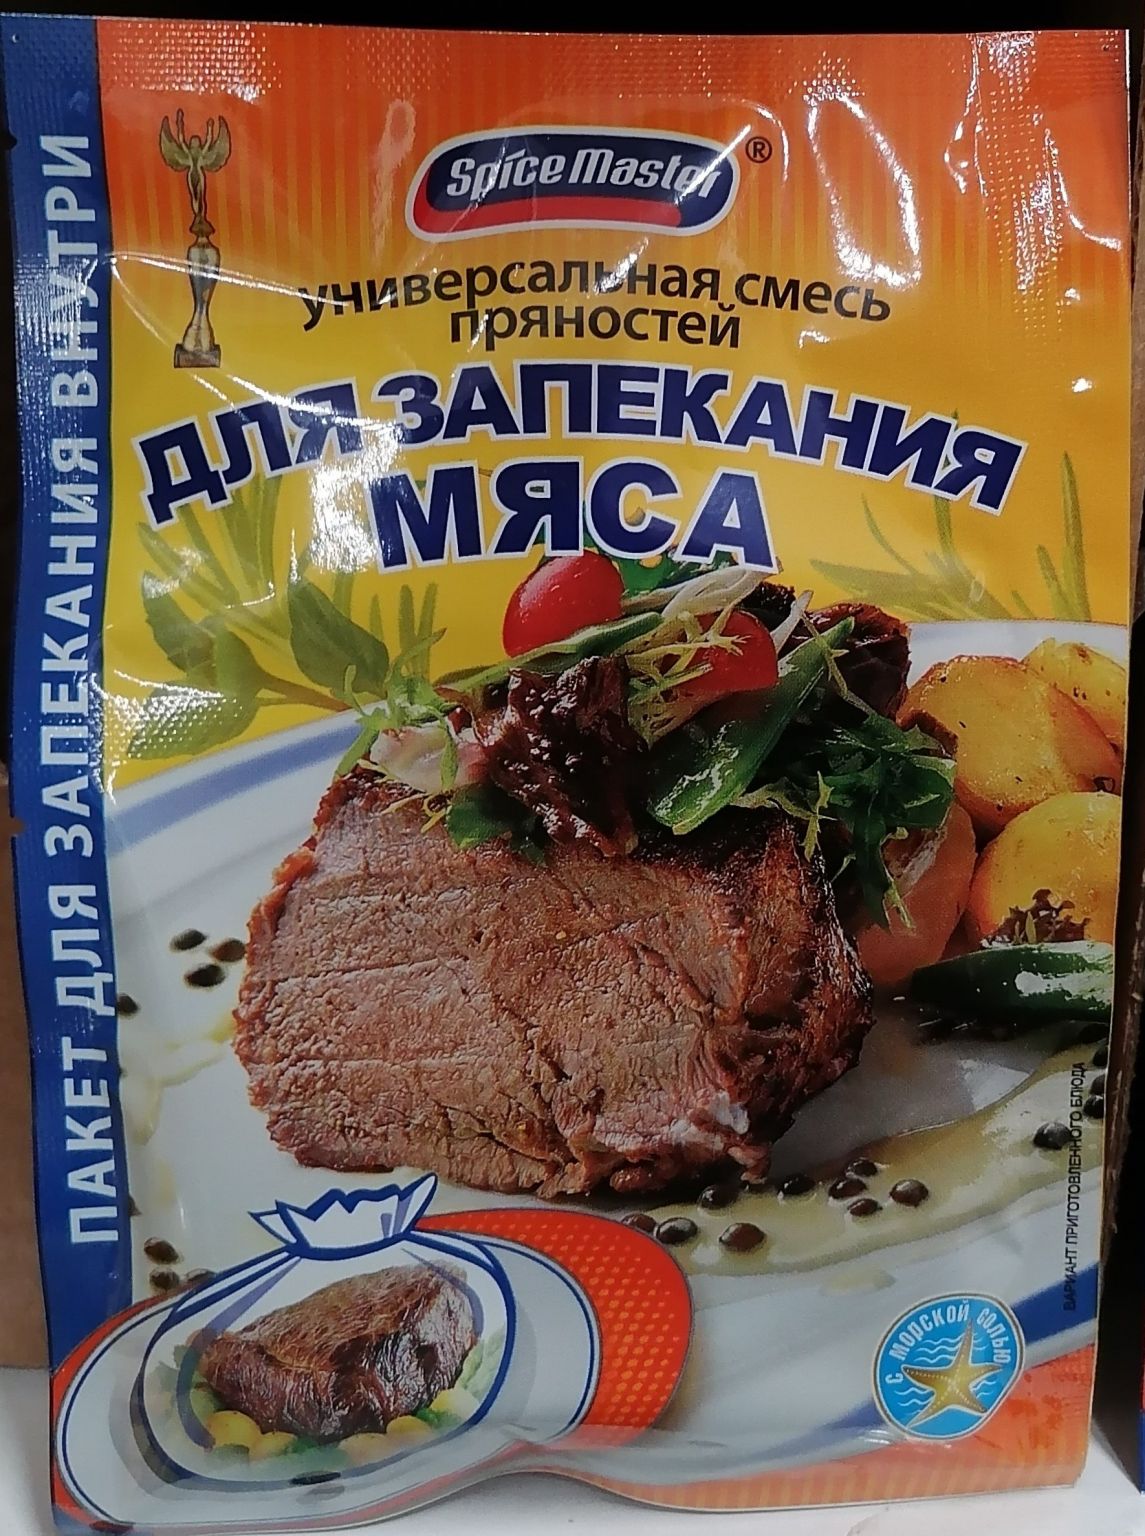 Spice Master®
универсальная смесь
пряностей
ДЛЯ ЗАПЕКАНИЯ
МЯСА
ПАКЕТ ДЛЯ ЗАПЕКАНИЯ ВНУТРИ
ВАРИАНТ ПРИГОТОВЛЕННОГО БЛЮДА
С МОРСКОЙ СОЛЬЮ